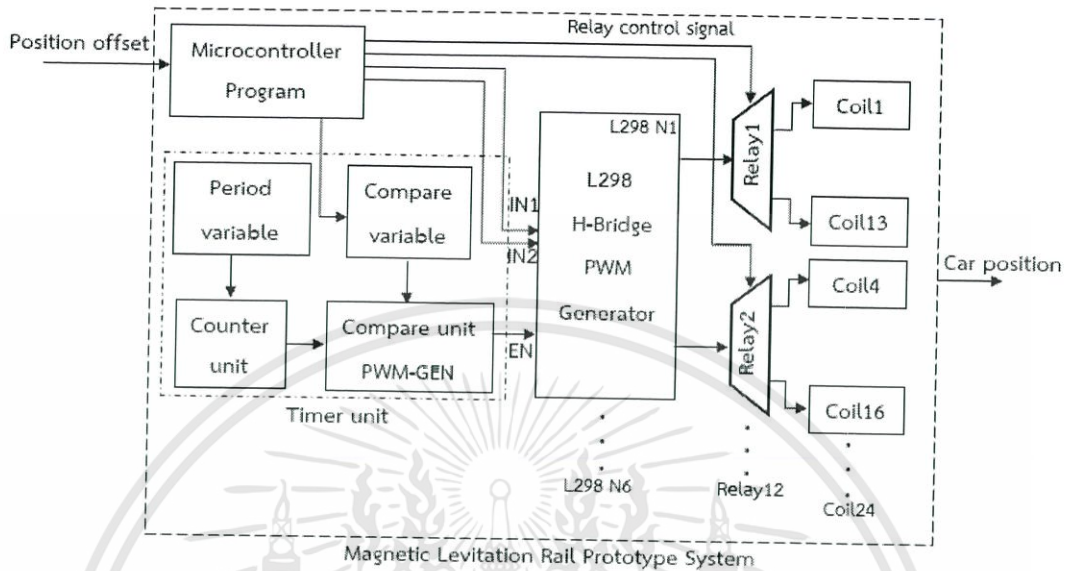 Position offset
Microcontroller
Program
Relay control signal
Relay1
Coil1
Coil13
L298 N1
L298
H-Bridge
PWM
Generator
IN1
IN2
EN
Period
variable
Compare
variable
Counter
unit
Compare unit
PWM-GEN
Timer unit
Relay2
Coil4
Coil16
Car position
L298 N6
Relay12
Coil24
Magnetic Levitation Rail Prototype System